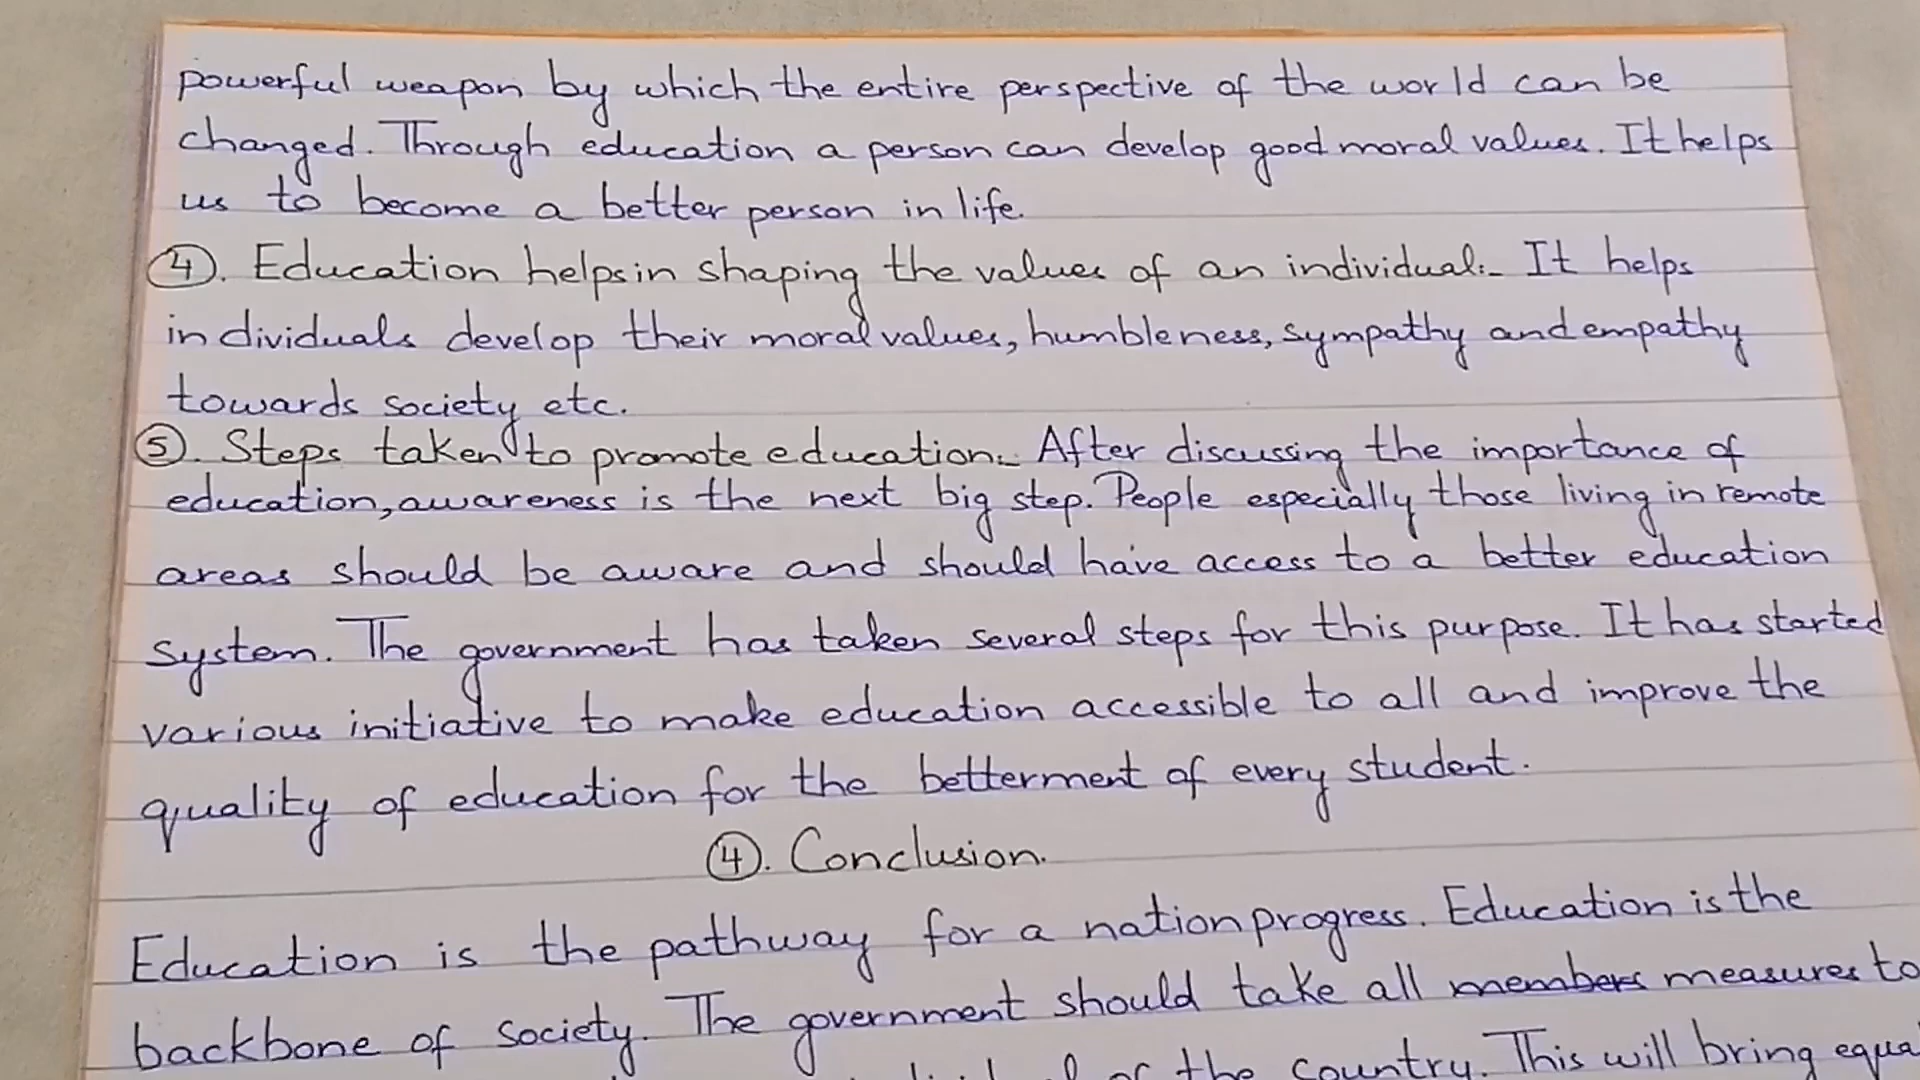 powerful weapon by which the entire perspective of the world can be
changed. Through education a person can develop good moral values. It helps
us to become a better person in life.
④. Education helps in shaping the values of an individual:- It helps
individuals develop their moral values, humbleness, sympathy and empathy
towards society etc.
⑤. Steps taken to promote education:- After discussing the importance of
education, awareness is the next big step. People especially those living in remote
areas should be aware and should have access to a better education
system. The government has taken several steps for this purpose. It has started
various initiative to make education accessible to all and improve the
quality of education for the betterment of every student.
④. Conclusion.
Education is the pathway for a nation progress. Education is the
backbone of society. The government should take all members measures to
of the country. This will bring equa